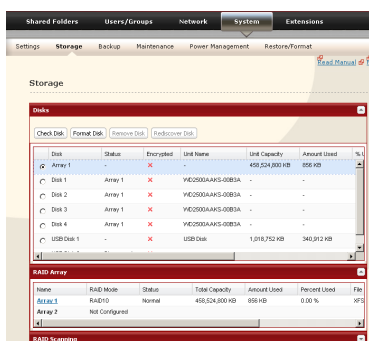 Shared Folders Users/Groups Network System Extensions
Settings Storage Backup Maintenance Power Management Restore/Format
Read Manual
Storage
Disks
Check Disk Format Disk Remove Disk Rediscover Disk
Disk Status Encrypted Unit Name Unit Capacity Amount Used %
Array 1 - - 458,524,800 KB 856 KB
Disk 1 Array 1 WD2500AAKS-00B3A - -
Disk 2 Array 1 WD2500AAKS-00B3A - -
Disk 3 Array 1 WD2500AAKS-00B3A - -
Disk 4 Array 1 WD2500AAKS-00B3A - -
USB Disk 1 - USB Disk 1,018,752 KB 340,912 KB
RAID Array
Name RAID Mode Status Total Capacity Amount Used Percent Used File
Array 1 RAID10 Normal 458,524,800 KB 856 KB 0.00 % XFS
Array 2 Not Configured
RAID Scanning